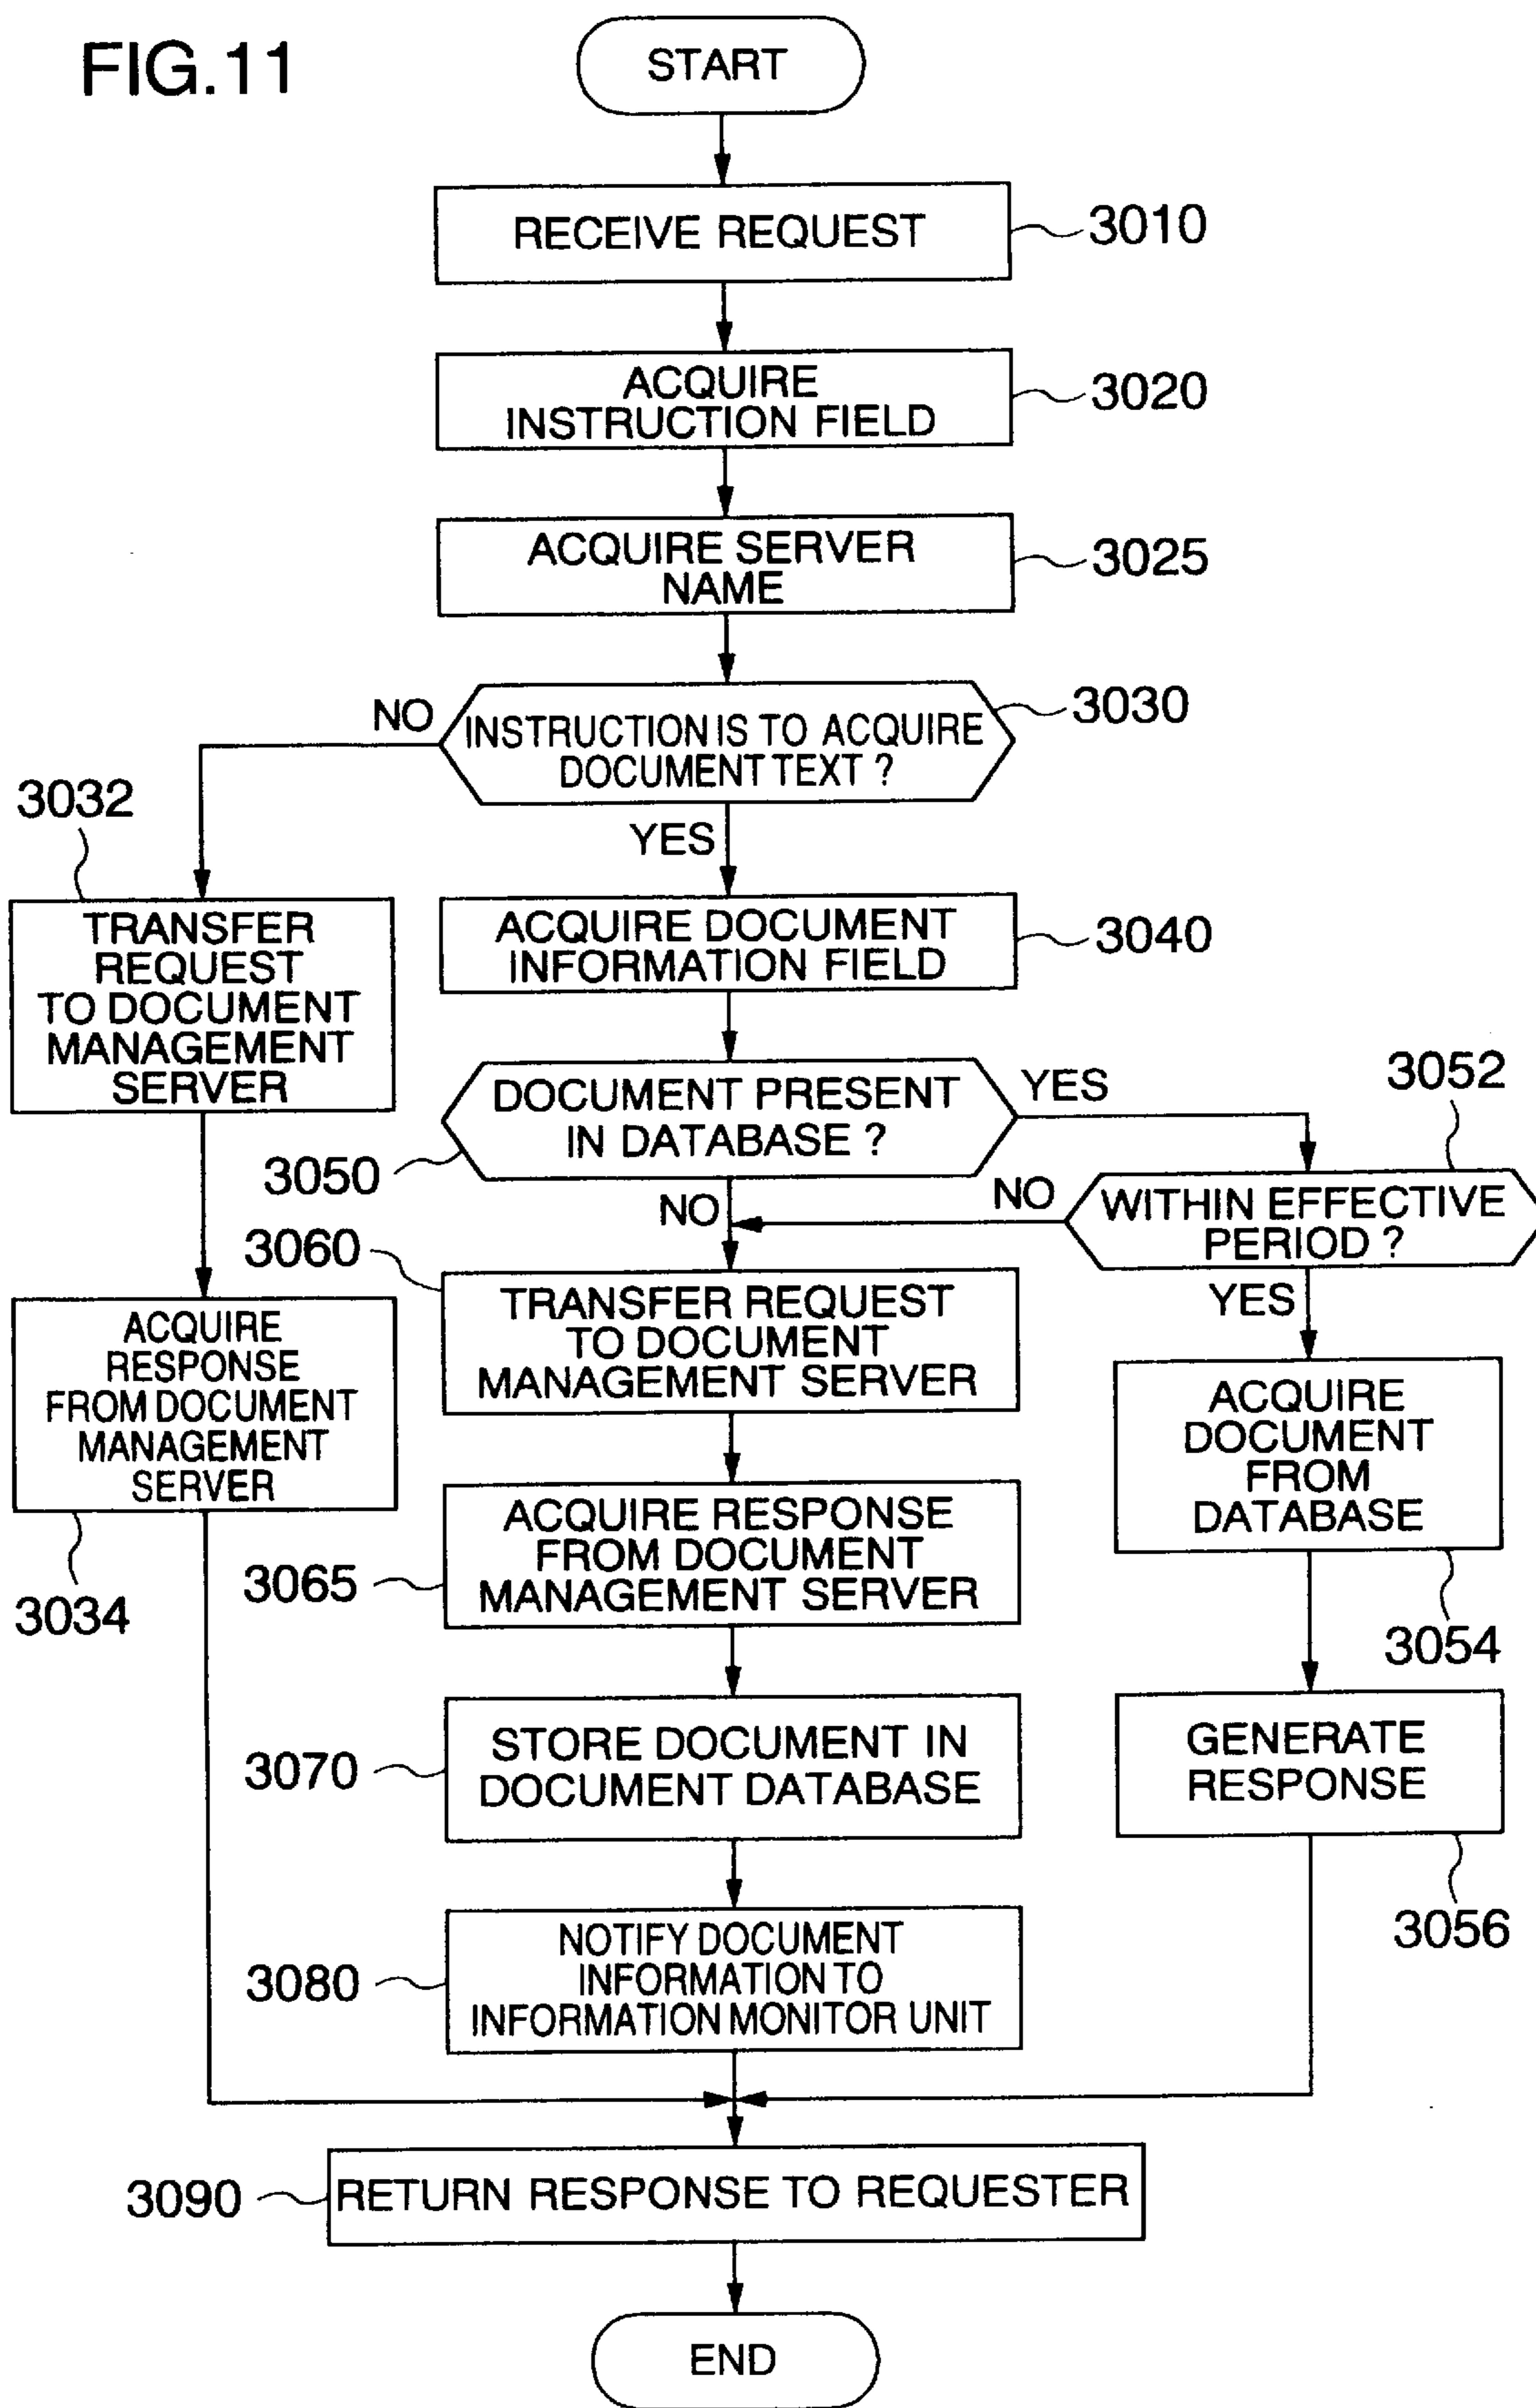 FIG.11
START
RECEIVE REQUEST
3010
ACQUIRE
INSTRUCTION FIELD
3020
ACQUIRE SERVER
NAME
3025
NO
INSTRUCTION IS TO ACQUIRE
DOCUMENT TEXT ?
3030
YES
3032
TRANSFER
REQUEST
TO DOCUMENT
MANAGEMENT
SERVER
ACQUIRE DOCUMENT
INFORMATION FIELD
3040
DOCUMENT PRESENT
IN DATABASE ?
YES
3050
NO
3052
WITHIN EFFECTIVE
PERIOD ?
NO
YES
3060
TRANSFER REQUEST
TO DOCUMENT
MANAGEMENT SERVER
ACQUIRE
RESPONSE
FROM DOCUMENT
MANAGEMENT
SERVER
3034
ACQUIRE
DOCUMENT
FROM
DATABASE
3054
ACQUIRE RESPONSE
FROM DOCUMENT
MANAGEMENT SERVER
3065
STORE DOCUMENT IN
DOCUMENT DATABASE
3070
GENERATE
RESPONSE
3056
NOTIFY DOCUMENT
INFORMATION TO
INFORMATION MONITOR UNIT
3080
3090
RETURN RESPONSE TO REQUESTER
END